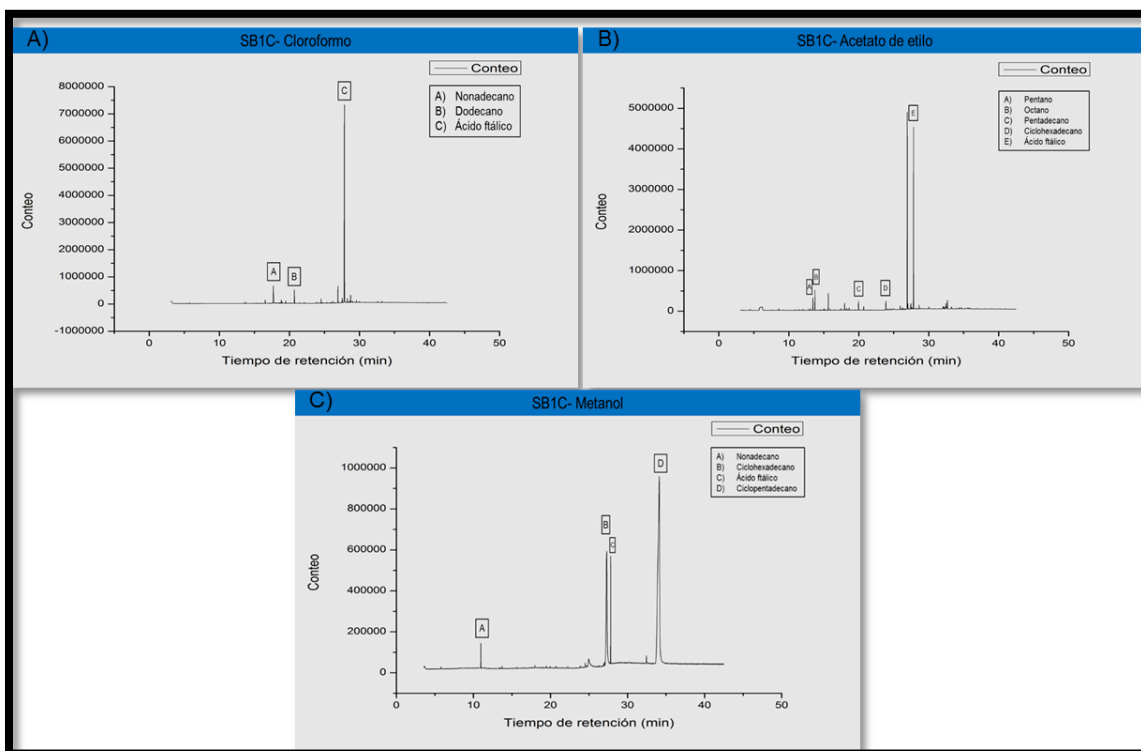 A)
SB1C- Cloroformo
Conteo
A) Nonadecano
B) Dodecano
C) Ácido ftálico
8000000
7000000
6000000
5000000
4000000
3000000
2000000
1000000
0
-1000000
Conteo
A
B
C
0 10 20 30 40 50
Tiempo de retención (min)
B)
SB1C- Acetato de etilo
Conteo
A) Pentano
B) Octano
C) Pentadecano
D) Ciclohexadecano
E) Ácido ftálico
5000000
4000000
3000000
2000000
1000000
0
Conteo
A
B
C
D
E
0 10 20 30 40 50
Tiempo de retención (min)
C)
SB1C- Metanol
Conteo
A) Nonadecano
B) Ciclohexadecano
C) Ácido ftálico
D) Ciclopentadecano
1000000
800000
600000
400000
200000
0
Conteo
A
B
C
D
0 10 20 30 40 50
Tiempo de retención (min)